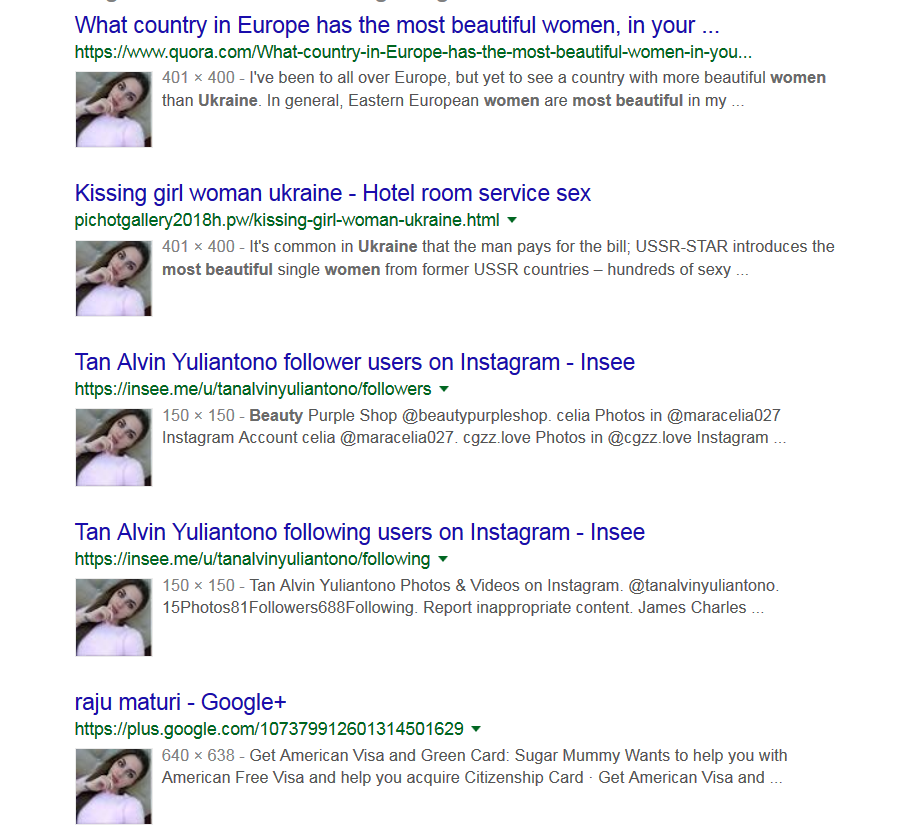 What country in Europe has the most beautiful women, in your ...
https://www.quora.com/What-country-in-Europe-has-the-most-beautiful-women-in-you...
401 × 400 - I've been to all over Europe, but yet to see a country with more beautiful women
than Ukraine. In general, Eastern European women are most beautiful in my ...
Kissing girl woman ukraine - Hotel room service sex
pichotgallery2018h.pw/kissing-girl-woman-ukraine.html
401 × 400 - It's common in Ukraine that the man pays for the bill; USSR-STAR introduces the
most beautiful single women from former USSR countries – hundreds of sexy ...
Tan Alvin Yuliantono follower users on Instagram - Insee
https://insee.me/u/tanalvinyuliantono/followers
150 × 150 - Beauty Purple Shop @beautypurpleshop. celia Photos in @maracelia027
Instagram Account celia @maracelia027. cgzz.love Photos in @cgzz.love Instagram ...
Tan Alvin Yuliantono following users on Instagram - Insee
https://insee.me/u/tanalvinyuliantono/following
150 × 150 - Tan Alvin Yuliantono Photos & Videos on Instagram. @tanalvinyuliantono.
15Photos81Followers688Following. Report inappropriate content. James Charles ...
raju maturi - Google+
https://plus.google.com/107379912601314501629
640 × 638 - Get American Visa and Green Card: Sugar Mummy Wants to help you with
American Free Visa and help you acquire Citizenship Card · Get American Visa and ...